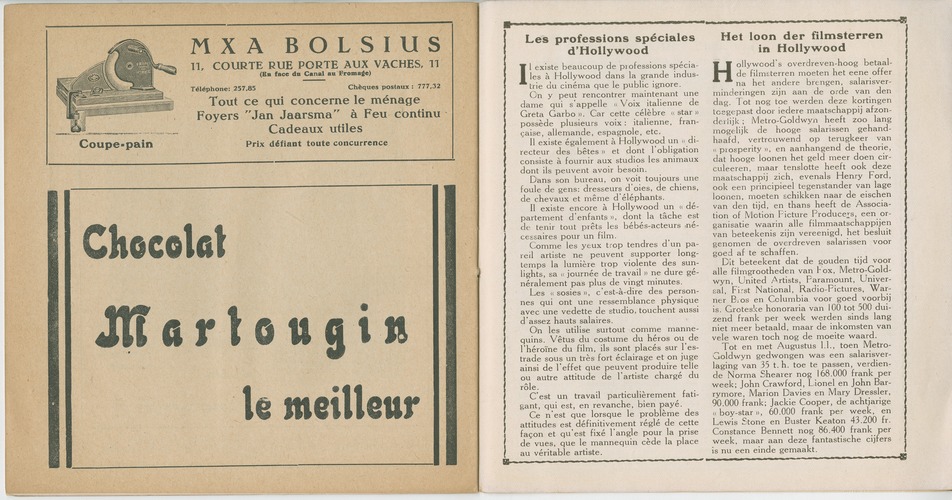 MXA BOLSIUS
11, COURTE RUE PORTE AUX VACHES, 11
(En face du Canal au Fromage)
Téléphone: 257,85 Chèques postaux : 777,32
Tout ce qui concerne le ménage
Foyers "Jan Jaarsma" à Feu continu
Cadeaux utiles
Coupe-pain
Prix défiant toute concurrence
Chocolat
Martougin
le meilleur
Les professions spéciales
d'Hollywood
Il existe beaucoup de professions spécia-
les à Hollywood dans la grande indus-
trie du cinéma que le public ignore.
On y peut rencontrer maintenant une
dame qui s'appelle « Voix italienne de
Greta Garbo ». Car cette célèbre « star »
possède plusieurs voix : italienne, fran-
çaise, allemande, espagnole, etc.
Il existe également à Hollywood un « di-
recteur des bêtes » et dont l'obligation
consiste à fournir aux studios les animaux
dont ils peuvent avoir besoin.
Dans son bureau, on voit toujours une
foule de gens: dresseurs d'oies, de chiens,
de chevaux et même d'éléphants.
Il existe encore à Hollywood un « dé-
partement d'enfants », dont la tâche est
de tenir tout prêts les bébés-acteurs né-
cessaires pour un film.
Comme les yeux trop tendres d'un pa-
reil artiste ne peuvent supporter long-
temps la lumière trop violente des sun-
lights, sa « journée de travail » ne dure gé-
néralement pas plus de vingt minutes.
Les « sosies », c'est-à-dire des person-
nes qui ont une ressemblance physique
avec une vedette de studio, touchent aussi
d'assez hauts salaires.
On les utilise surtout comme manne-
quins. Vêtus du costume du héros ou de
l'héroïne du film, ils sont placés sur l'es-
trade sous un très fort éclairage et on juge
ainsi de l'effet que peuvent produire telle
ou autre attitude de l'artiste chargé du
rôle.
C'est un travail particulièrement fati-
gant, qui est, en revanche, bien payé.
Ce n'est que lorsque le problème des
attitudes est définitivement réglé de cette
façon et qu'est fixé l'angle pour la prise
de vues, que le mannequin cède la place
au véritable artiste.
Het loon der filmsterren
in Hollywood
Hollywood's overdreven-hoog betaal-
de filmsterren moeten het eene offer
na het andere brengen, salarisver-
minderingen zijn aan de orde van den
dag. Tot nog toe werden deze kortingen
toegepast door iedere maatschappij afzon-
derlijk ; Metro-Goldwyn heeft zoo lang
mogelijk de hooge salarissen gehand-
haafd, vertrouwend op terugkeer van
« prosperity », en aanhangend de theorie,
dat hooge loonen het geld meer doen cir-
culeeren, maar tenslotte heeft ook deze
maatschappij zich, evenals Henry Ford,
ook een principieel tegenstander van lage
loonen, moeten schikken naar de eischen
van den tijd, en thans heeft de Associa-
tion of Motion Picture Producers, een or-
ganisatie waarin alle filmmaatschappijen
van beteekenis zijn vereenigd, het besluit
genomen de overdreven salarissen voor
goed af te schaffen.
Dit beteekent dat de gouden tijd voor
alle filmgrootheden van Fox, Metro-Gold-
wyn, United Artists, Paramount, Univer-
sal, First National, Radio-Pictures, War-
ner Bros en Columbia voor goed voorbij
is. Groteske honoraria van 100 tot 500 dui-
zend frank per week werden sinds lang
niet meer betaald, maar de inkomsten van
vele waren toch nog de moeite waard.
Tot en met Augustus l.l., toen Metro-
Goldwyn gedwongen was een salarisver-
laging van 35 t. h. toe te passen, verdien-
de Norma Shearer nog 168.000 frank per
week; John Crawford, Lionel en John Bar-
rymore, Marion Davies en Mary Dressler,
90.000 frank; Jackie Cooper, de achtjarige
« boy-star », 60.000 frank per week, en
Lewis Stone en Buster Keaton 43.200 fr.
Constance Bennett nog 86.400 frank per
week, maar aan deze fantastische cijfers
is nu een einde gemaakt.